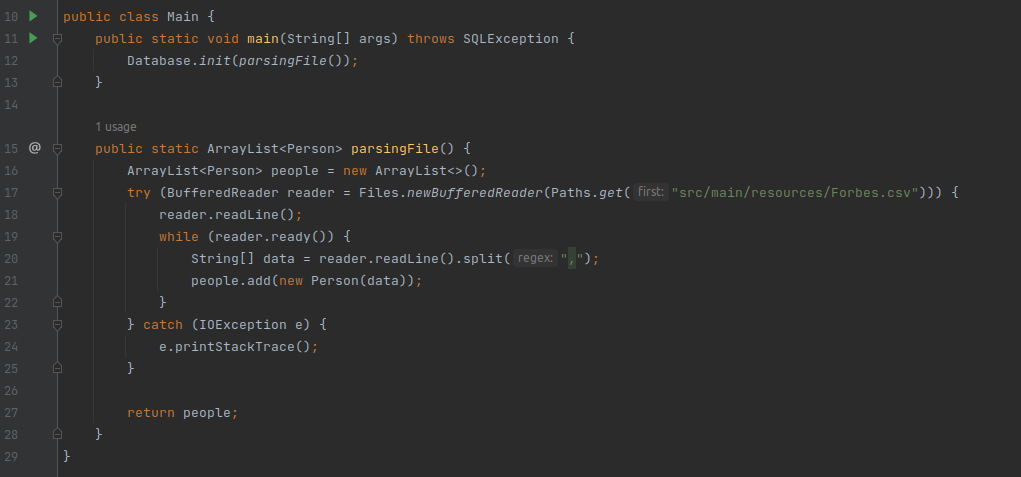 10 public class Main {
11 public static void main(String[] args) throws SQLException {
12 Database.init(parsingFile());
13 }
14
1 usage
15 @ public static ArrayList<Person> parsingFile() {
16 ArrayList<Person> people = new ArrayList<>();
17 try (BufferedReader reader = Files.newBufferedReader(Paths.get( first: "src/main/resources/Forbes.csv"))) {
18 reader.readLine();
19 while (reader.ready()) {
20 String[] data = reader.readLine().split( regex: ",");
21 people.add(new Person(data));
22 }
23 } catch (IOException e) {
24 e.printStackTrace();
25 }
26
27 return people;
28 }
29 }